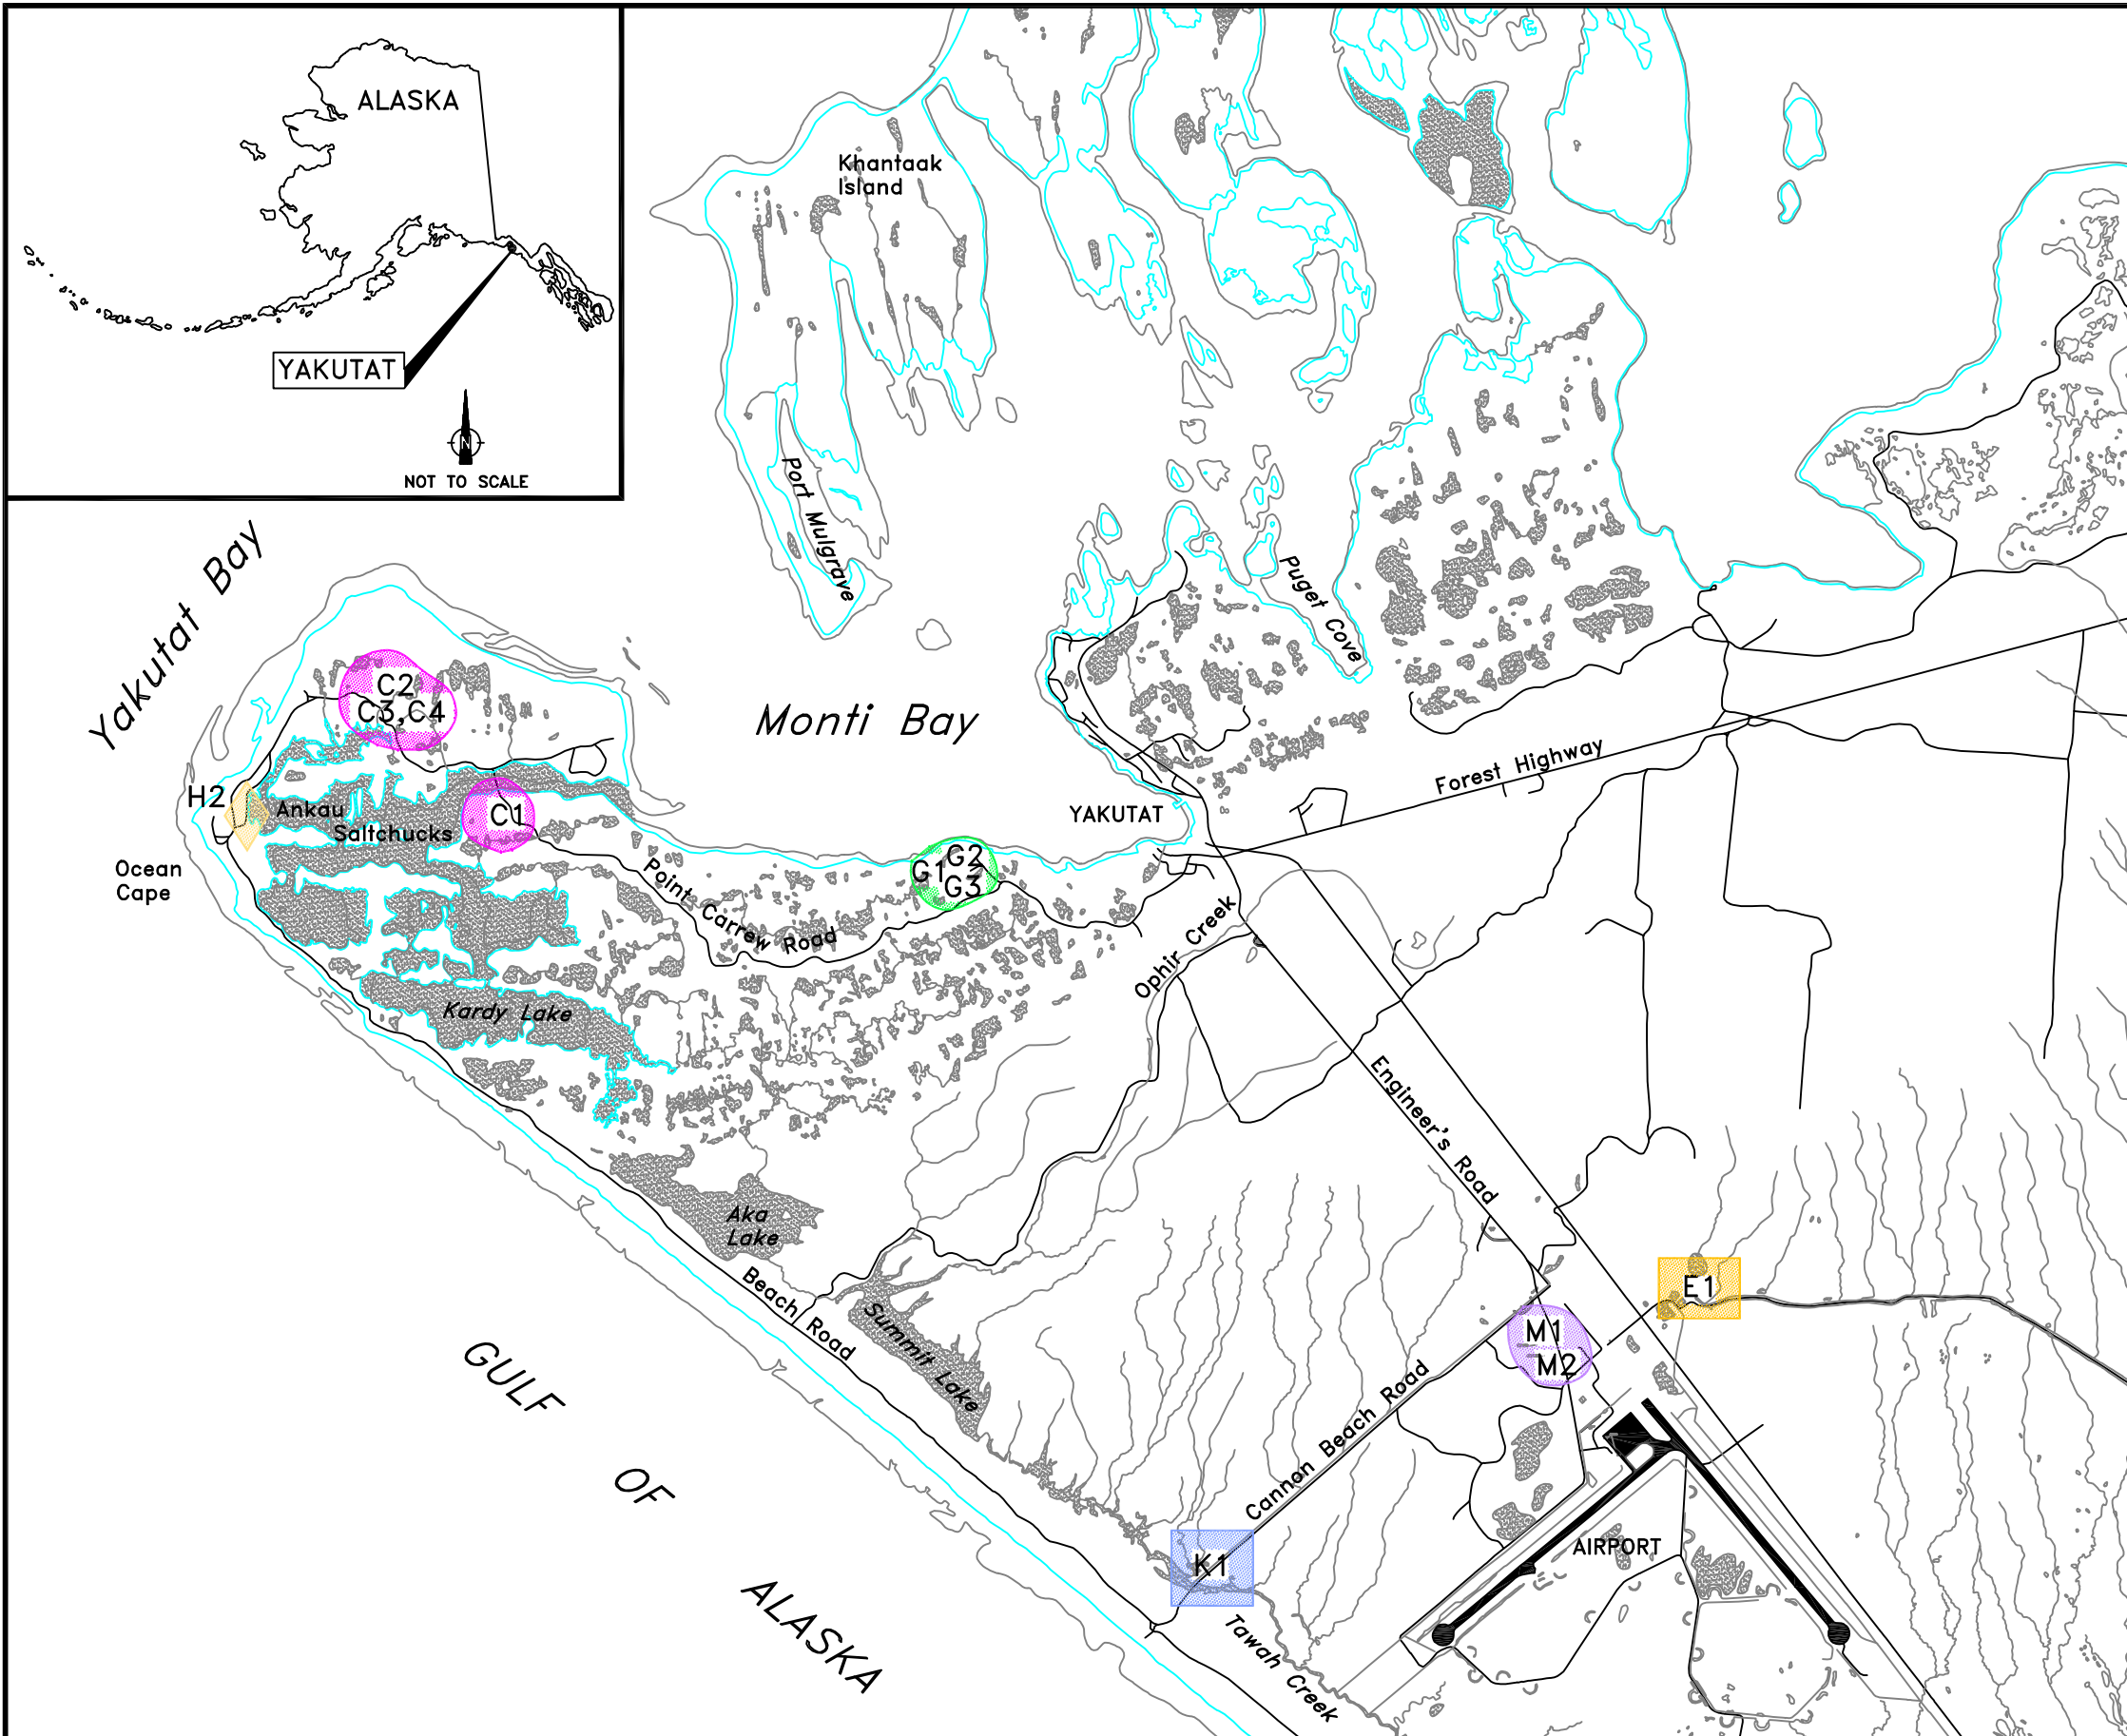 ALASKA
YAKUTAT
N
NOT TO SCALE
Khantaak
Island
Port Mulgrave
Yakutat Bay
Puget Cove
C2
C3,C4
Monti Bay
Forest Highway
H2
Ankau
Saltchucks
C1
YAKUTAT
Ocean
Cape
Point Carrew Road
G2
G1
G3
Ophir Creek
Kardy Lake
Engineer's Road
Aka
Lake
Beach Road
Summit Lake
E1
M1
M2
Cannon Beach Road
GULF
OF
ALASKA
K1
AIRPORT
Tawah Creek